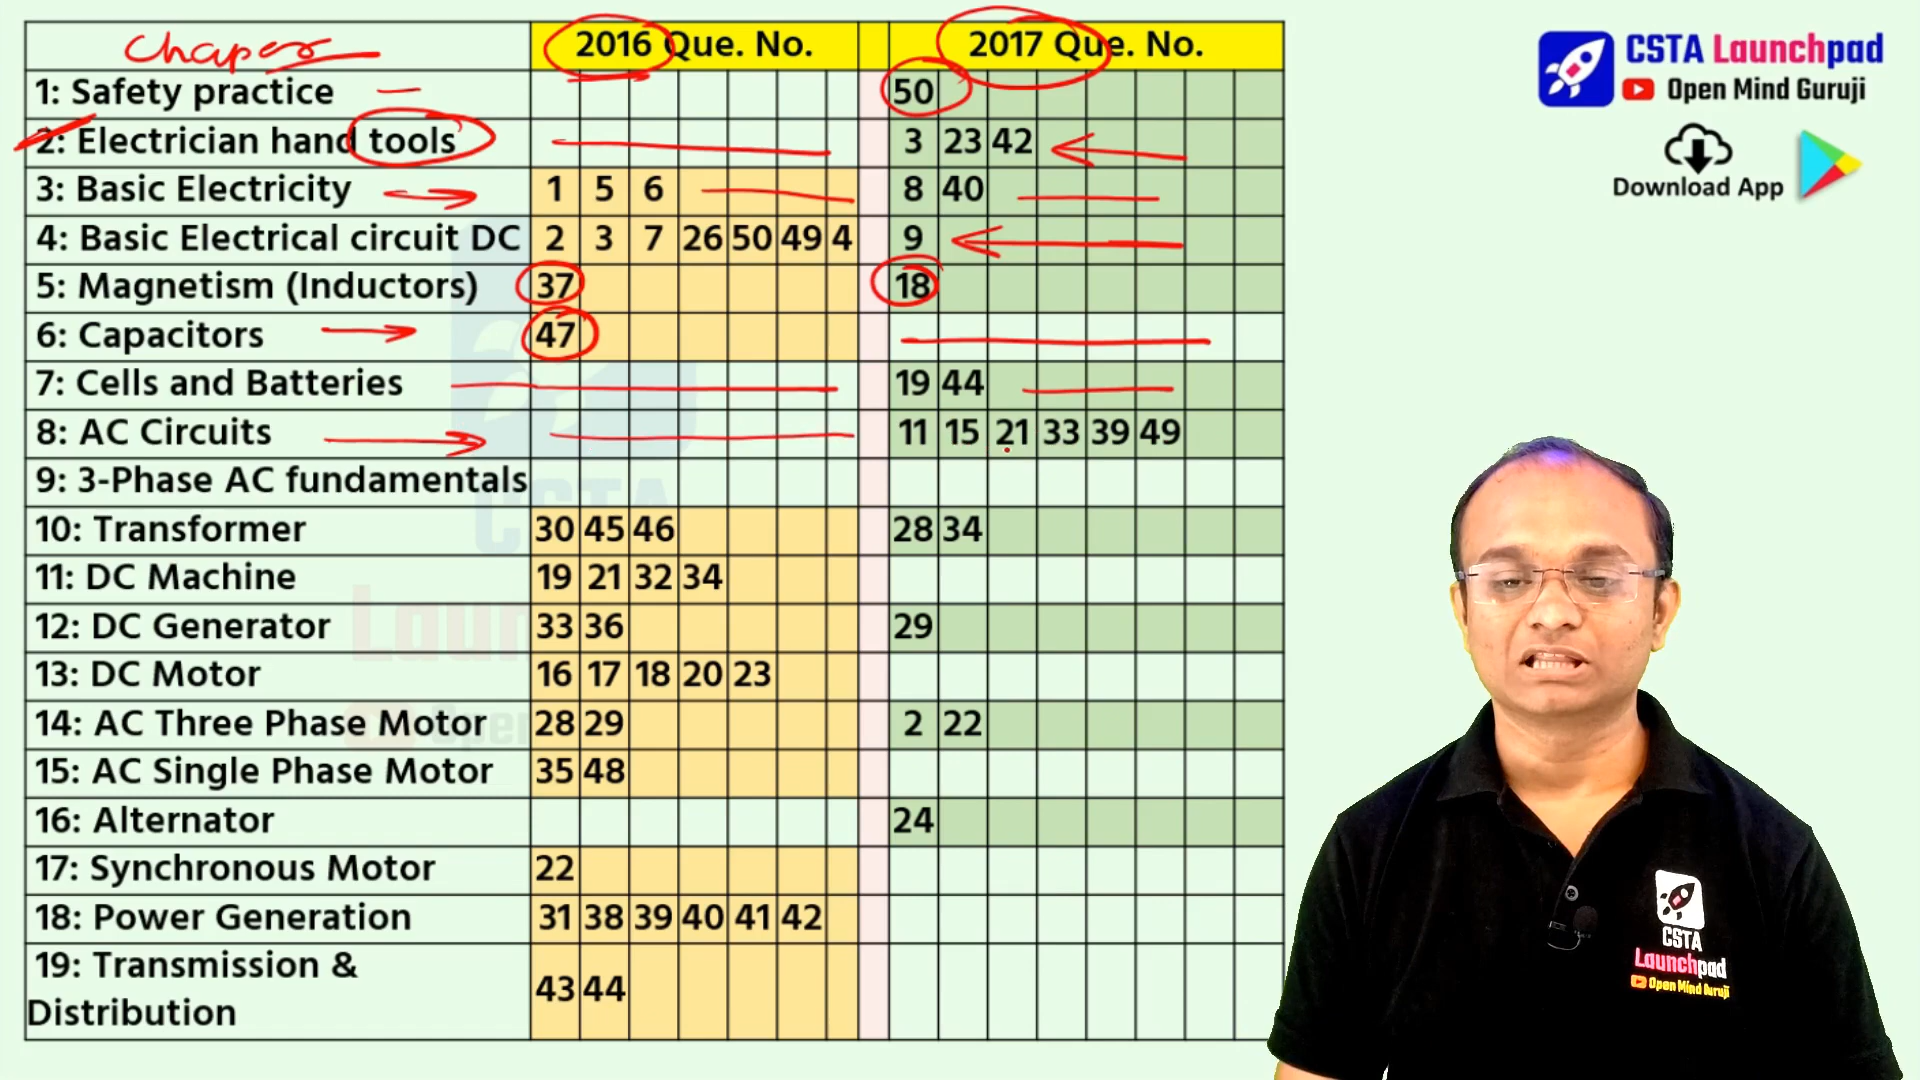 Chaper 2016 Que. No. 2017 Que. No.
1: Safety practice 50
2: Electrician hand tools 3 23 42
3: Basic Electricity 1 5 6 8 40
4: Basic Electrical circuit DC 2 3 7 26 50 49 4 9
5: Magnetism (Inductors) 37 18
6: Capacitors 47
7: Cells and Batteries 19 44
8: AC Circuits 11 15 21 33 39 49
9: 3-Phase AC fundamentals
10: Transformer 30 45 46 28 34
11: DC Machine 19 21 32 34
12: DC Generator 33 36 29
13: DC Motor 16 17 18 20 23
14: AC Three Phase Motor 28 29 2 22
15: AC Single Phase Motor 35 48
16: Alternator 24
17: Synchronous Motor 22
18: Power Generation 31 38 39 40 41 42
19: Transmission &
Distribution 43 44
CSTA Launchpad
Open Mind Guruji
Download App
CSTA
Launchpad
Open Mind Guruji
CSTA
Laun
Open